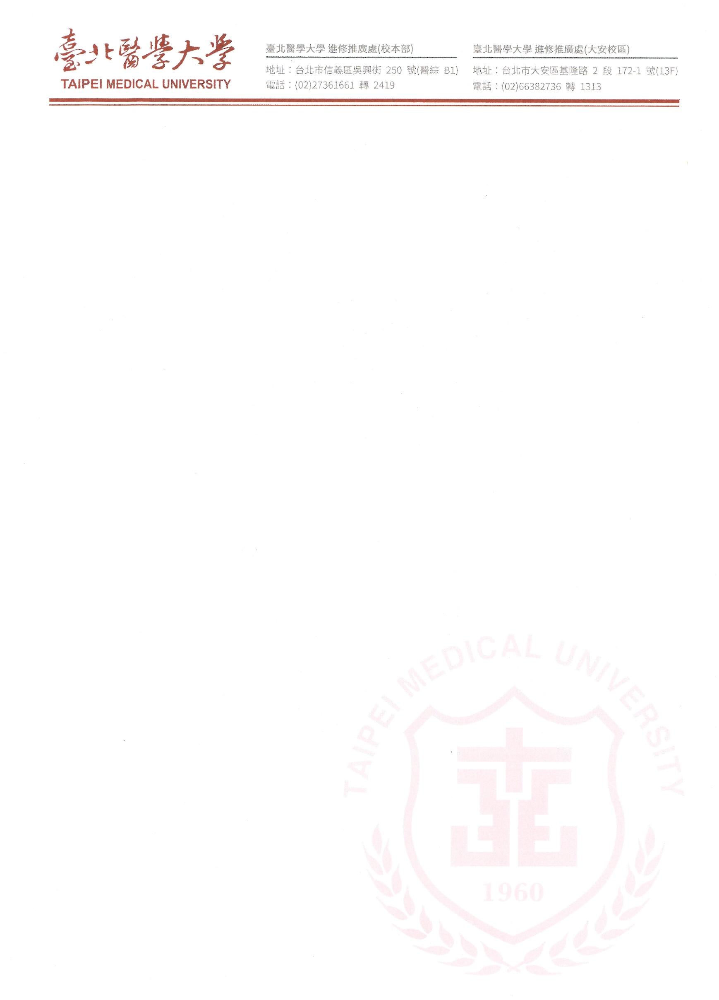 臺北醫學大學
TAIPEI MEDICAL UNIVERSITY
臺北醫學大學 進修推廣處(校本部)
地址：台北市信義區吳興街 250 號(醫綜 B1)
電話：(02)27361661 轉 2419
臺北醫學大學 進修推廣處(大安校區)
地址：台北市大安區基隆路 2 段 172-1 號(13F)
電話：(02)66382736 轉 1313
TAIPEI MEDICAL UNIVERSITY
1960